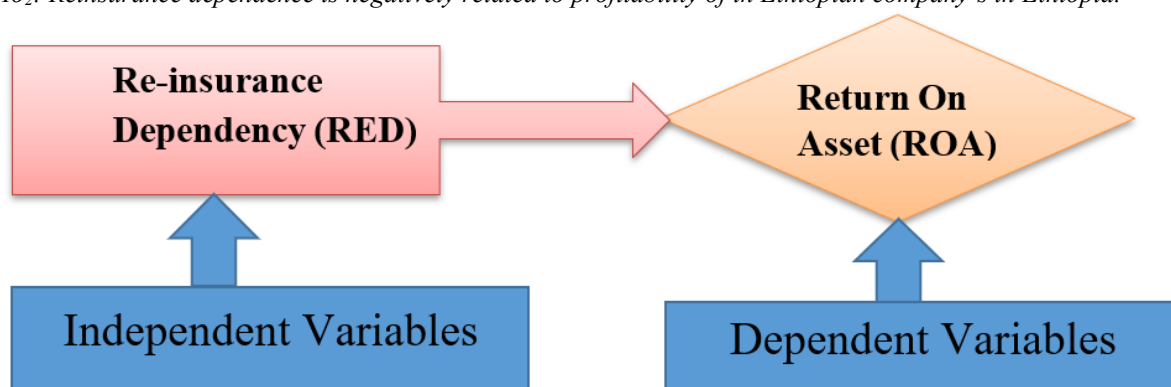 Reinsurance dependence is negatively related to profitability of in Ethiopian company's in Ethiopia.
Re-insurance
Dependency (RED)
Return On
Asset (ROA)
Independent Variables
Dependent Variables